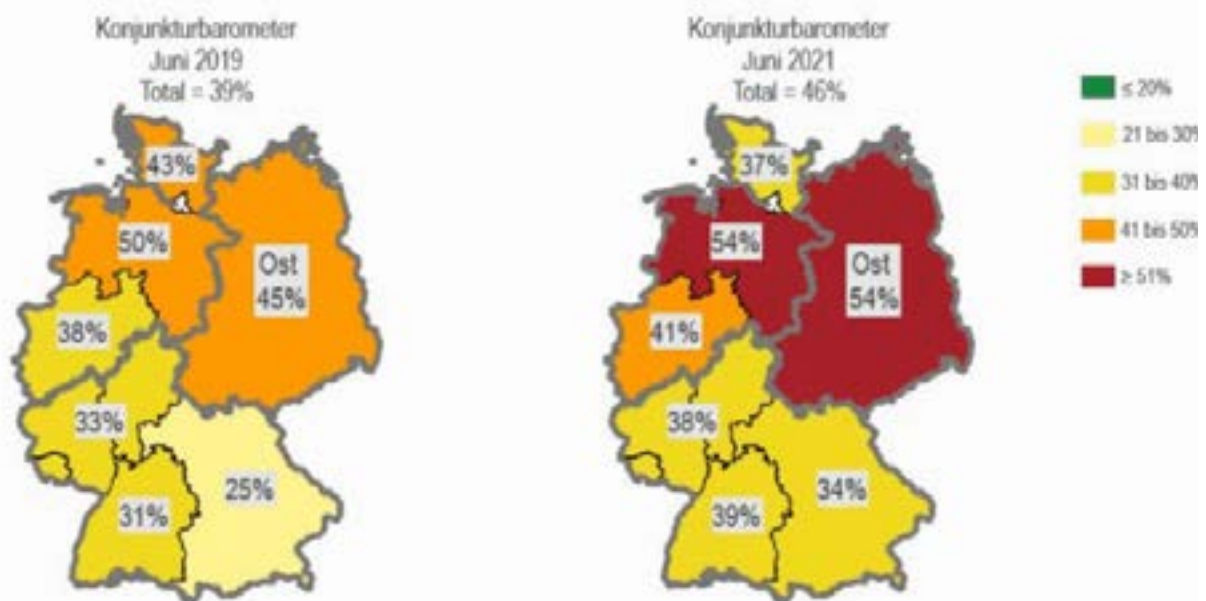 Konjunkturbarometer
Juni 2019
Total = 39%
43%
50%
Ost
45%
38%
33%
25%
31%
Konjunkturbarometer
Juni 2021
Total = 46%
37%
54%
Ost
54%
41%
38%
34%
39%
≤ 20%
21 bis 30%
31 bis 40%
41 bis 50%
≥ 51%